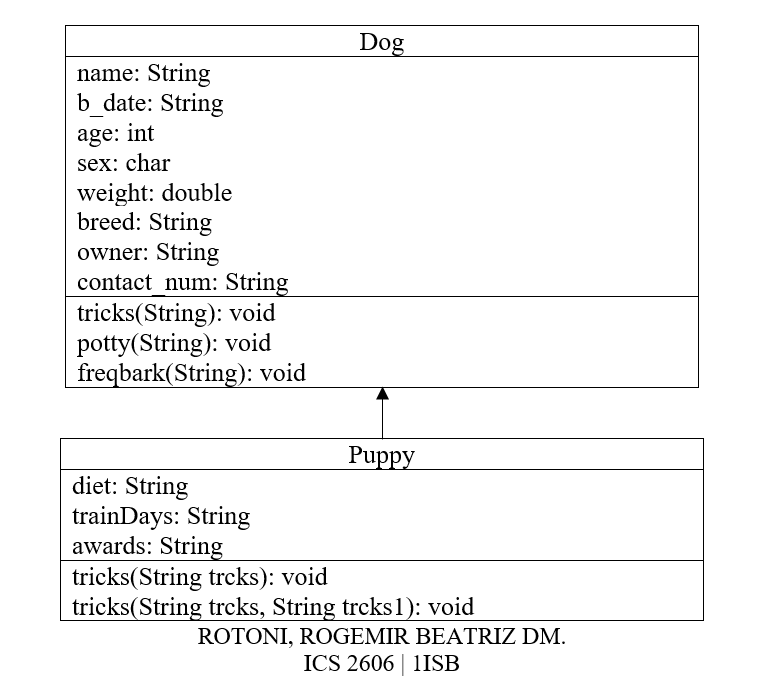 Dog
name: String
b_date: String
age: int
sex: char
weight: double
breed: String
owner: String
contact_num: String
tricks(String): void
potty(String): void
freqbark(String): void
Puppy
diet: String
trainDays: String
awards: String
tricks(String trcks): void
tricks(String trcks, String trcks1): void
ROTONI, ROGEMIR BEATRIZ DM.
ICS 2606 | 1ISB